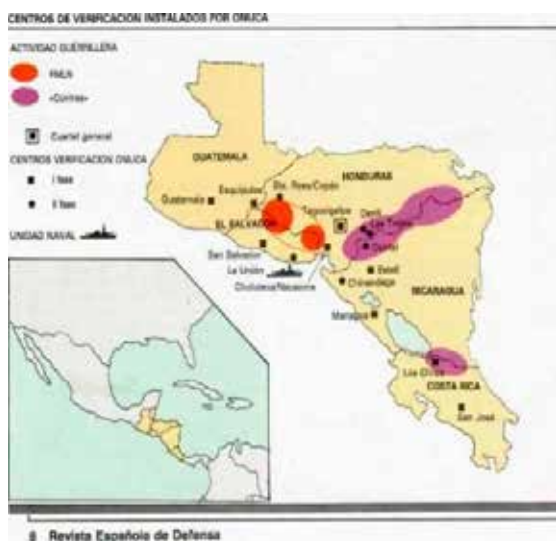 CENTROS DE VERIFICACION INSTALADOS POR ONUCA
ACTIVIDAD GUERRILLERA
FMLN
«Contras»
Cuartel general
CENTROS VERIFICACION ONUCA
I fase
II fase
UNIDAD NAVAL
GUATEMALA
HONDURAS
Esquipulas
Sta. Rosa/Copán
Guatemala
Tegucigalpa
EL SALVADOR
San Salvador
La Unión
Choluteca/Nacaome
Estelí
Chinandega
NICARAGUA
Managua
Los Chiles
COSTA RICA
San José
8 Revista Española de Defensa